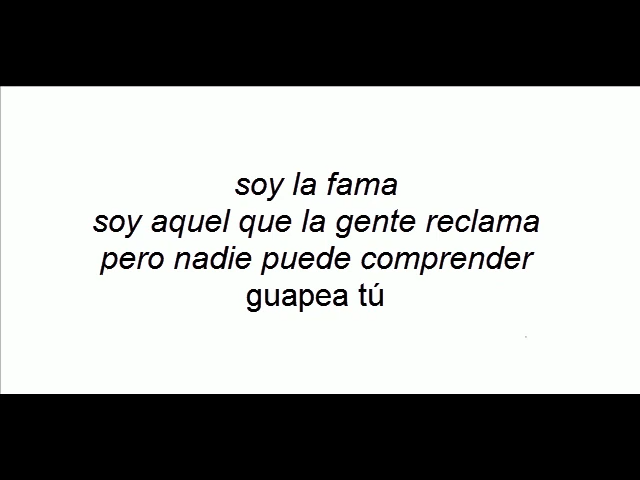 soy la fama
soy aquel que la gente reclama
pero nadie puede comprender
guapea tú